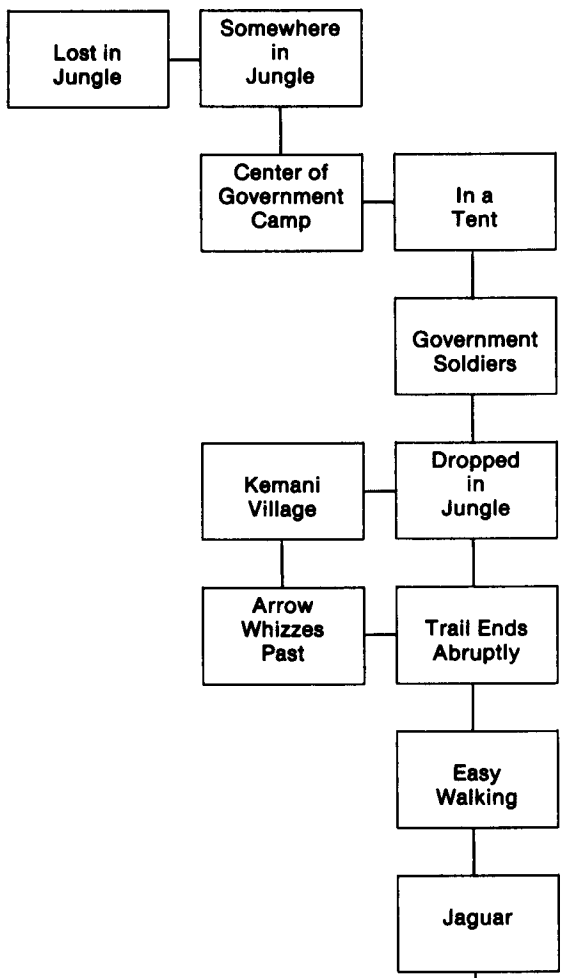 Lost in
Jungle
Somewhere
in
Jungle
Center of
Government
Camp
In a
Tent
Government
Soldiers
Kemani
Village
Dropped
in
Jungle
Arrow
Whizzes
Past
Trail Ends
Abruptly
Easy
Walking
Jaguar